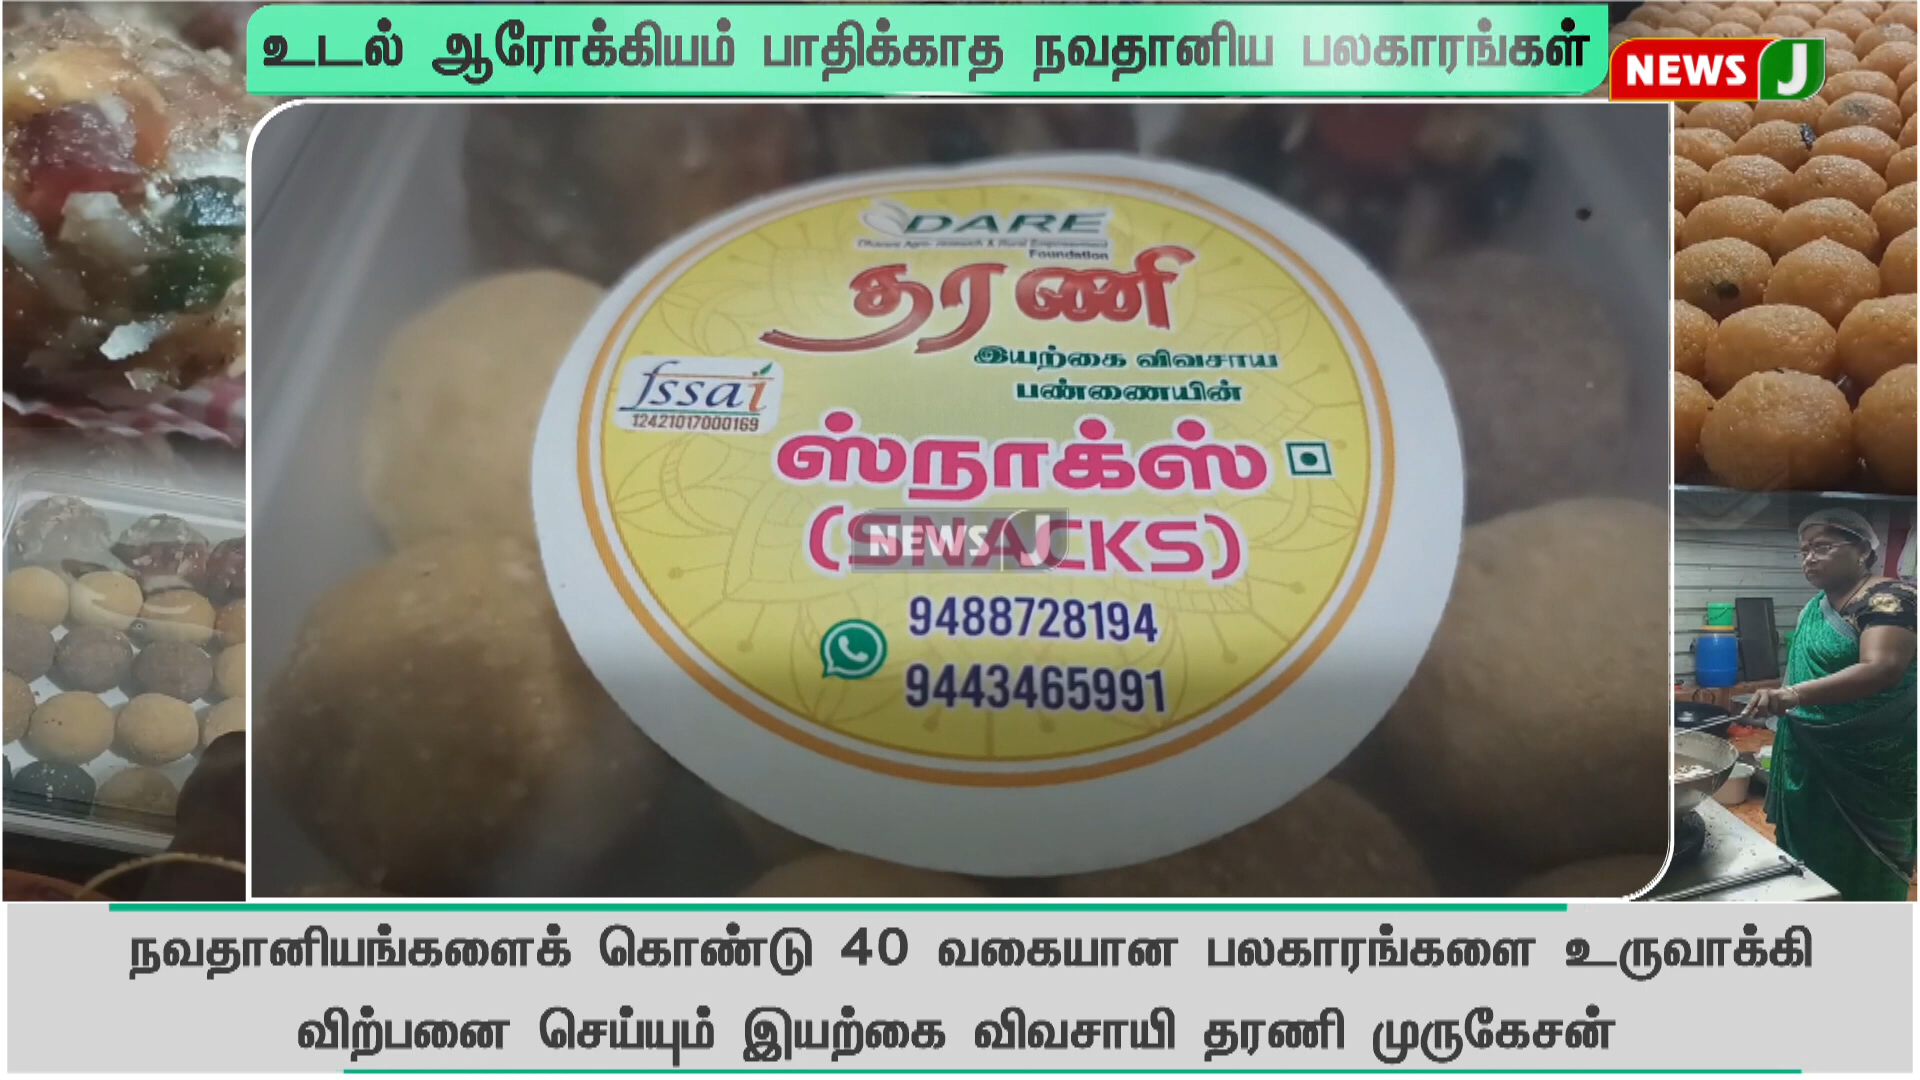 உடல் ஆரோக்கியம் பாதிக்காத நவதானிய பலகாரங்கள்
NEWS J
DARE
Foundation
தரணி
இயற்கை விவசாய
பண்ணையின்
fssai
12421017000169
ஸ்நாக்ஸ்
(SNACKS)
NEWS J
9488728194
9443465991
நவதானியங்களைக் கொண்டு 40 வகையான பலகாரங்களை உருவாக்கி
விற்பனை செய்யும் இயற்கை விவசாயி தரணி முருகேசன்